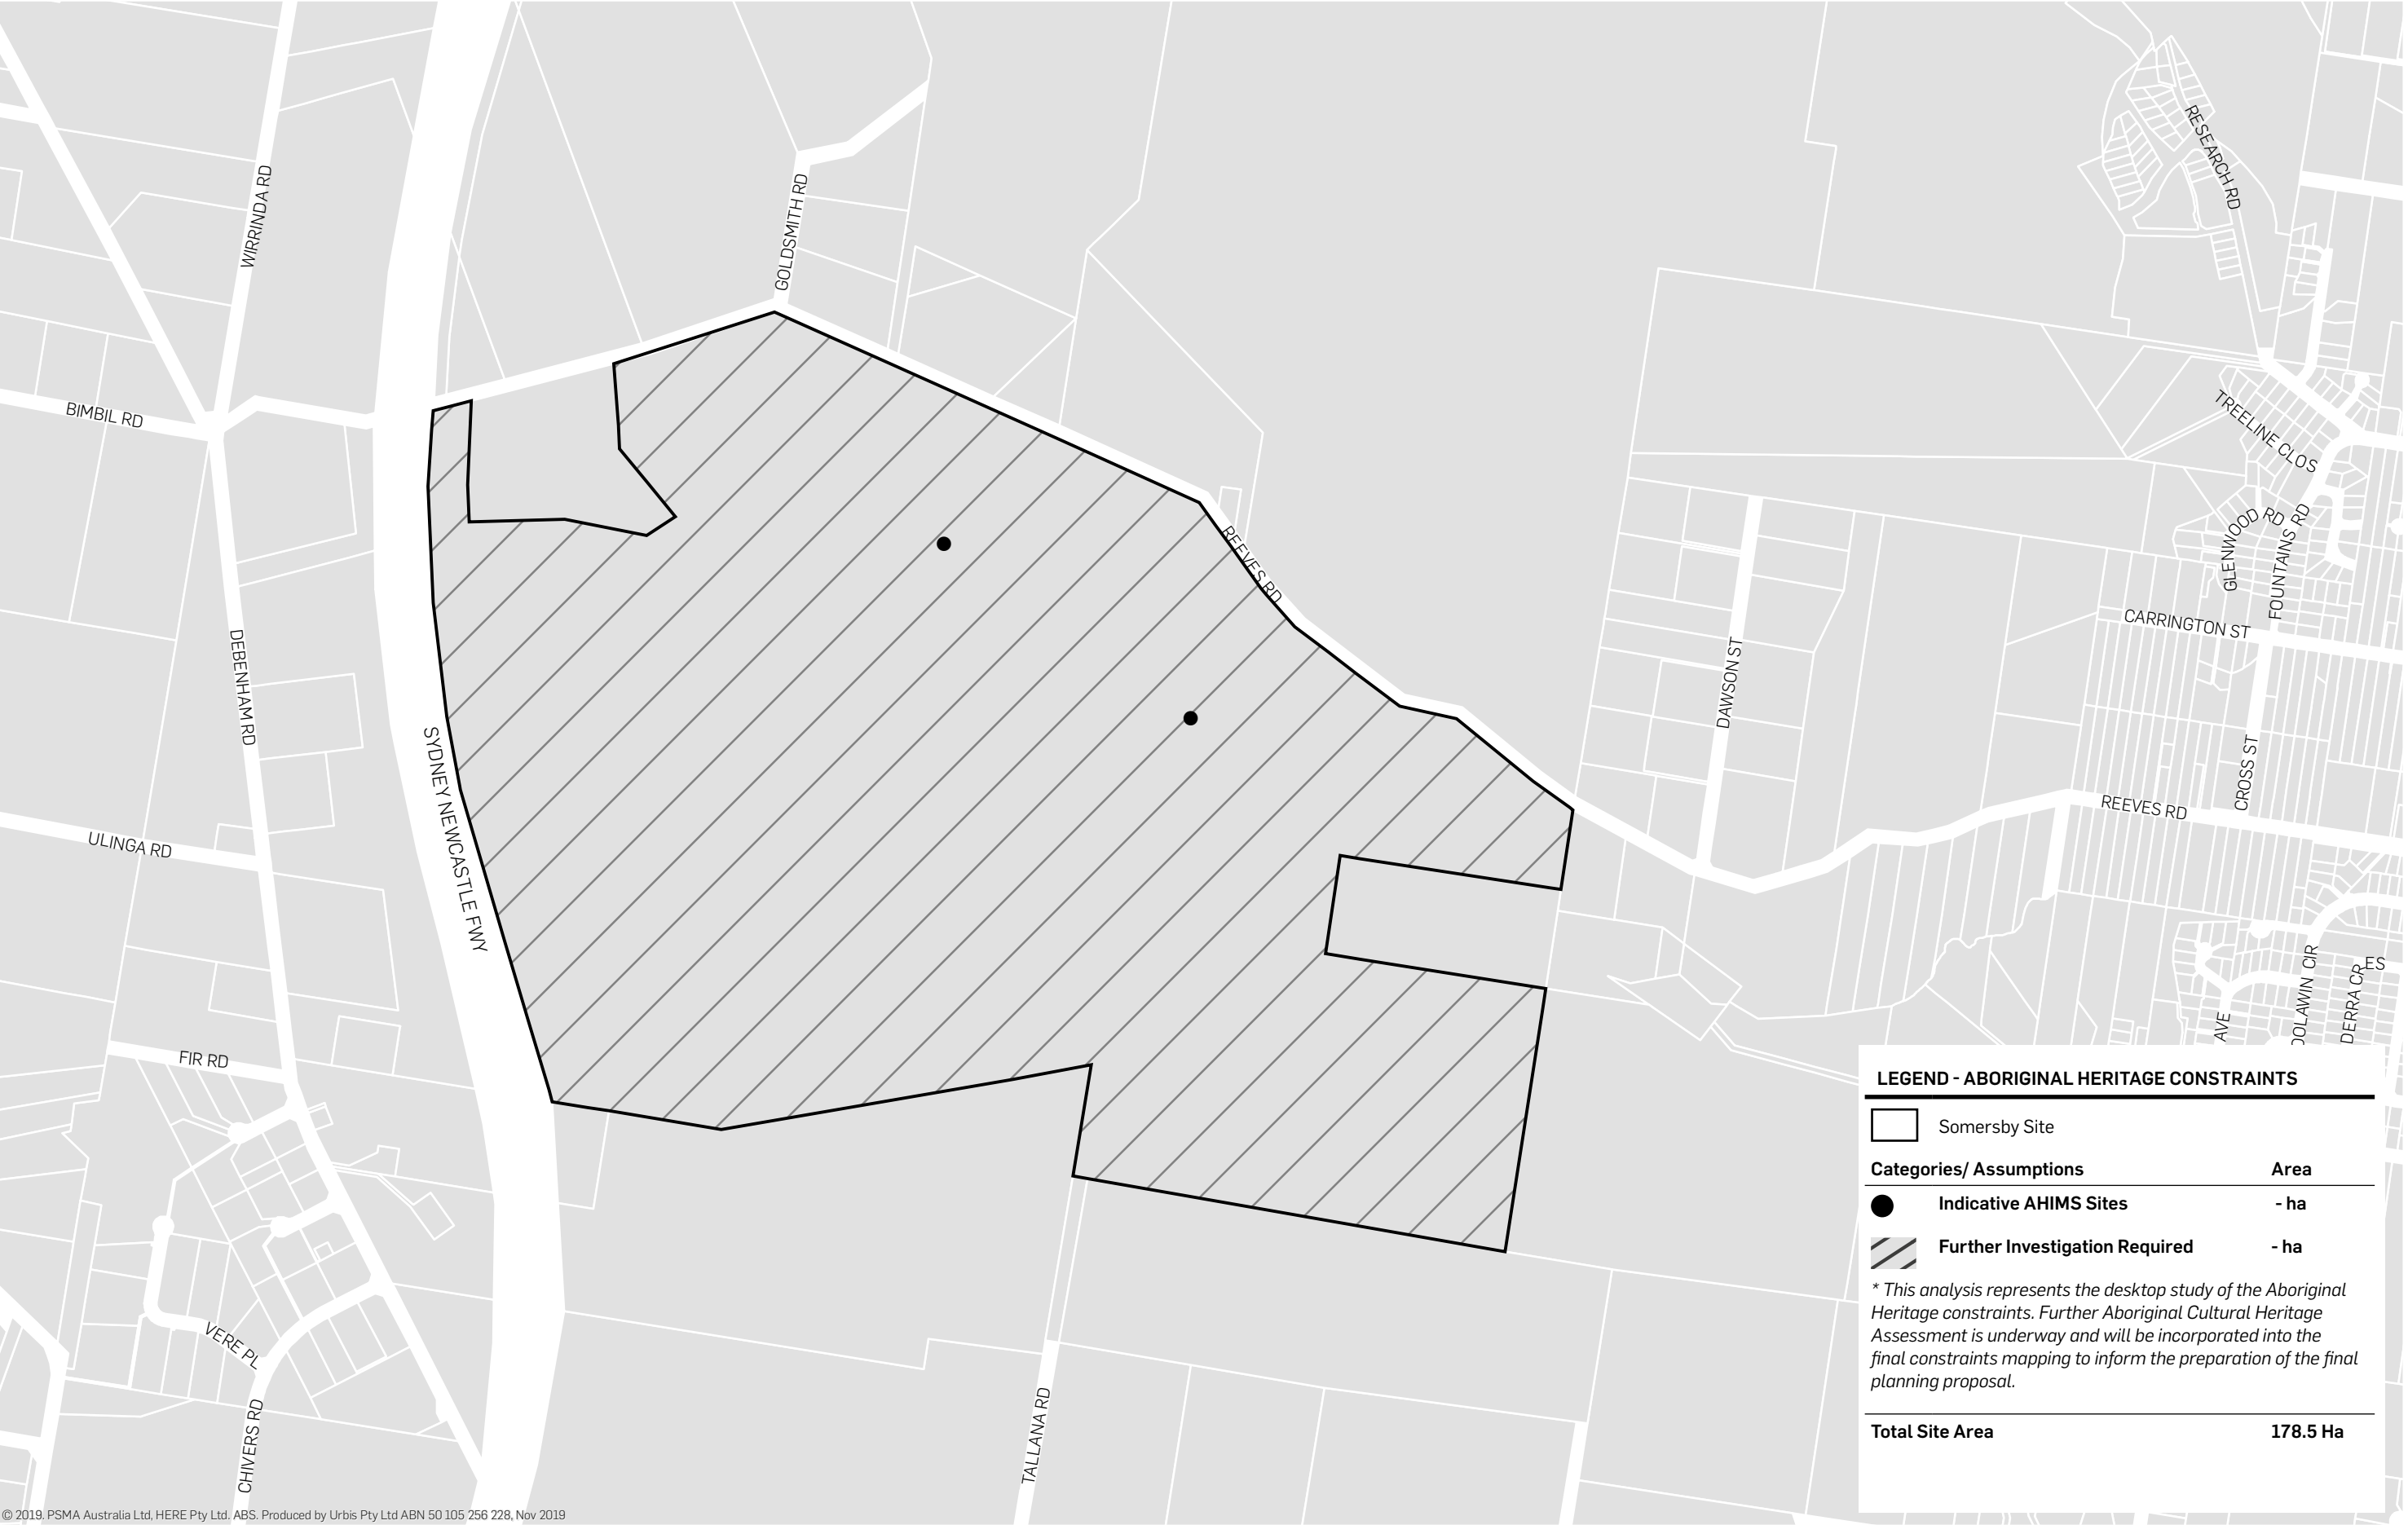 RESEARCH RD
WIRRINDA RD
GOLDSMITH RD
BIMBIL RD
TREELINE CLOS
GLENWOOD RD
FOUNTAINS RD
REEVES RD
CARRINGTON ST
DEBENHAM RD
DAWSON ST
CROSS ST
REEVES RD
SYDNEY NEWCASTLE FWY
ULINGA RD
OLAWIN CIR
DERRA CR
ES
AVE
FIR RD
VERE PL
CHIVERS RD
TALLANA RD
LEGEND - ABORIGINAL HERITAGE CONSTRAINTS
Somersby Site
Categories/ Assumptions Area
Indicative AHIMS Sites - ha
Further Investigation Required - ha
* This analysis represents the desktop study of the Aboriginal
Heritage constraints. Further Aboriginal Cultural Heritage
Assessment is underway and will be incorporated into the
final constraints mapping to inform the preparation of the final
planning proposal.
Total Site Area 178.5 Ha
© 2019. PSMA Australia Ltd, HERE Pty Ltd. ABS. Produced by Urbis Pty Ltd ABN 50 105 256 228, Nov 2019